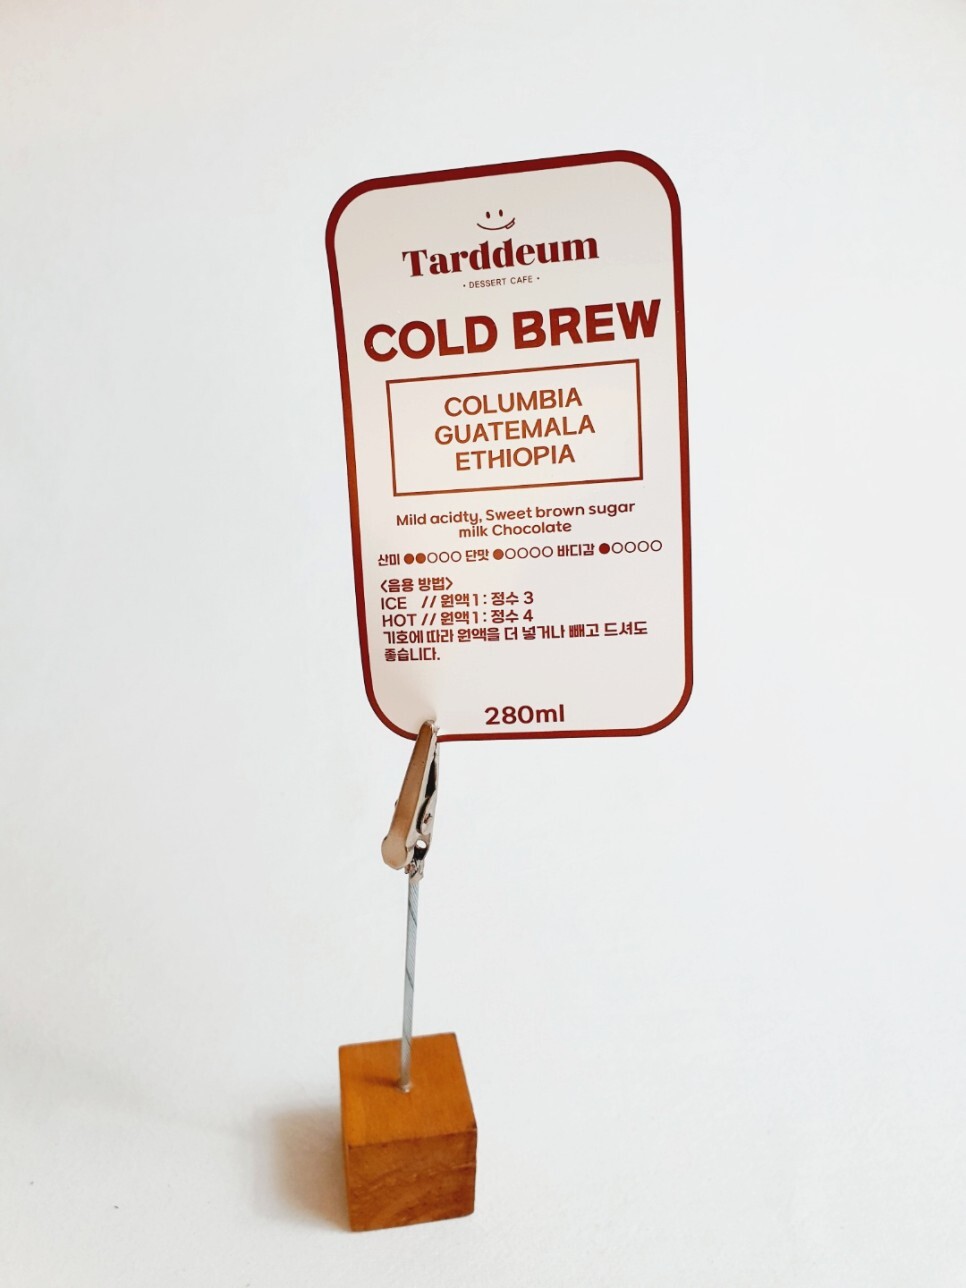 Tarddeum
• DESSERT CAFE •
COLD BREW
COLUMBIA
GUATEMALA
ETHIOPIA
Mild acidty, Sweet brown sugar
milk Chocolate
산미 ●●○○○ 단맛 ●○○○○ 바디감 ●○○○○
<음용 방법>
ICE // 원액 1 : 정수 3
HOT // 원액 1 : 정수 4
기호에 따라 원액을 더 넣거나 빼고 드셔도
좋습니다.
280ml